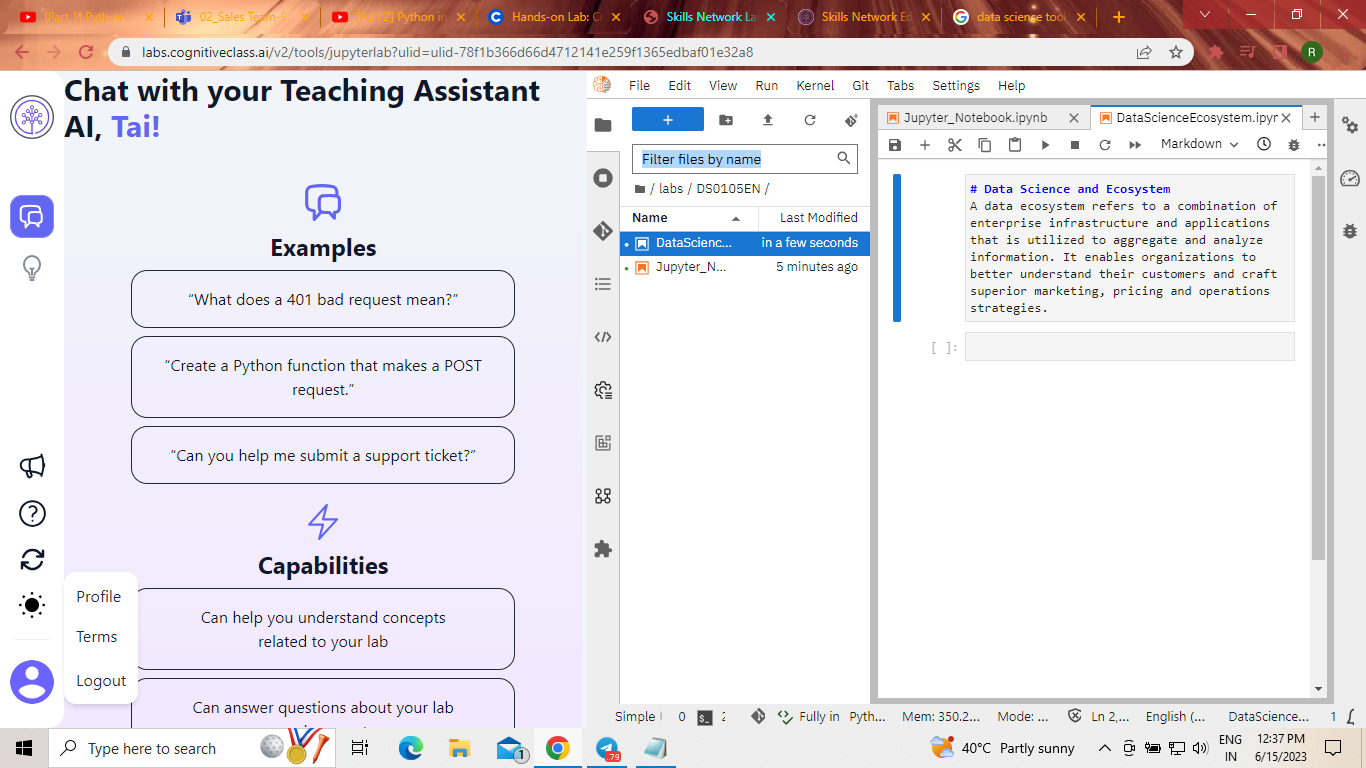 [Part 1] Python
02_Sales Team-
[Part 2] Python in
Hands-on Lab: C
Skills Network La
Skills Network Ed
data science tool
labs.cognitiveclass.ai/v2/tools/jupyterlab?ulid=ulid-78f1b366d66d4712141e259f1365edbaf01e32a8
R
Chat with your Teaching Assistant
AI, Tai!
Examples
“What does a 401 bad request mean?”
“Create a Python function that makes a POST
request.”
“Can you help me submit a support ticket?”
Capabilities
Can help you understand concepts
related to your lab
Can answer questions about your lab
Profile
Terms
Logout
File Edit View Run Kernel Git Tabs Settings Help
Filter files by name
/ labs / DS0105EN /
Name Last Modified
DataScienc... in a few seconds
Jupyter_N... 5 minutes ago
Jupyter_Notebook.ipynb
DataScienceEcosystem.ipyr
Markdown
# Data Science and Ecosystem
A data ecosystem refers to a combination of
enterprise infrastructure and applications
that is utilized to aggregate and analyze
information. It enables organizations to
better understand their customers and craft
superior marketing, pricing and operations
strategies.
[ ]:
Simple 0 $_ Fully in Pyth... Mem: 350.2... Mode: ... Ln 2,... English (... DataScience... 1
Type here to search
1
.79
40°C Partly sunny
ENG
IN
12:37 PM
6/15/2023